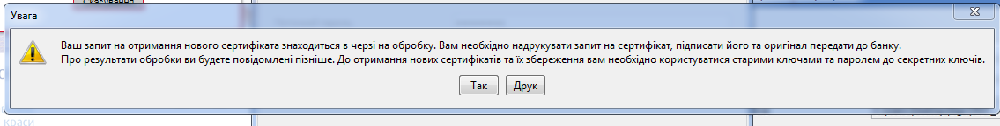 Скасування
Увага
Ваш запит на отримання нового сертифіката знаходиться в черзі на обробку. Вам необхідно надрукувати запит на сертифікат, підписати його та оригінал передати до банку.
Про результати обробки ви будете повідомлені пізніше. До отримання нових сертифікатів та їх збереження вам необхідно користуватися старими ключами та паролем до секретних ключів.
Так Друк
краси